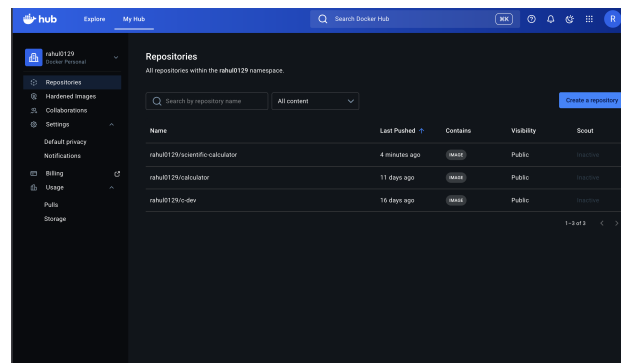 hub Explore My Hub Search Docker Hub ⌘K R
rahul0129
Docker Personal
Repositories
Hardened Images
Collaborations
Settings
Default privacy
Notifications
Billing
Usage
Pulls
Storage
Repositories
All repositories within the rahul0129 namespace.
Search by repository name All content Create a repository
Name Last Pushed ↑ Contains Visibility Scout
rahul0129/scientific-calculator 4 minutes ago IMAGE Public Inactive
rahul0129/calculator 11 days ago IMAGE Public Inactive
rahul0129/c-dev 16 days ago IMAGE Public Inactive
1–3 of 3